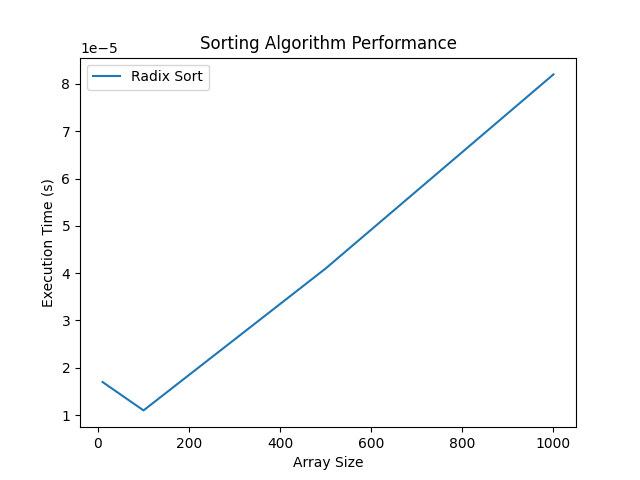 Sorting Algorithm Performance
1e−5
Radix Sort
8
7
6
5
4
3
2
1
Execution Time (s)
0 200 400 600 800 1000
Array Size